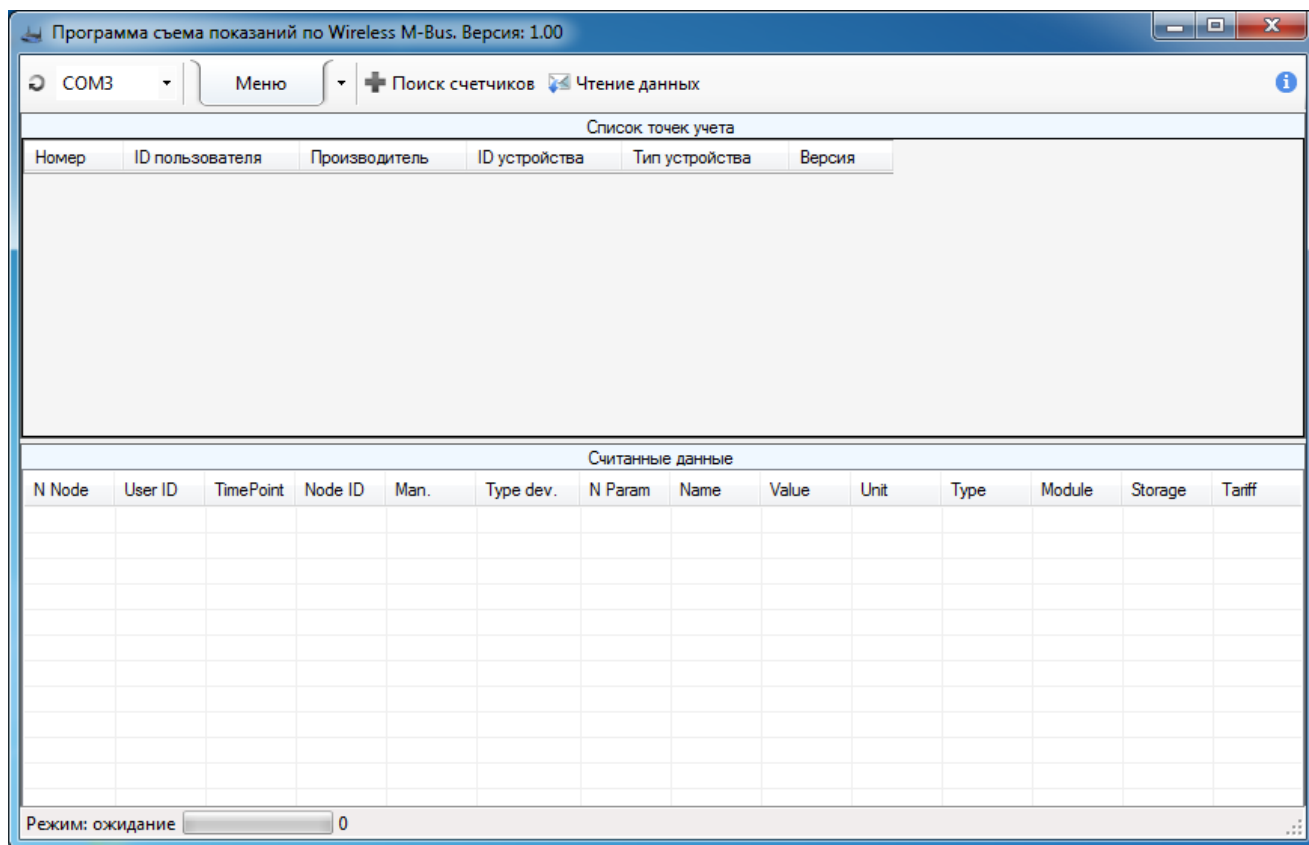 Программа съема показаний по Wireless M-Bus. Версия: 1.00
COM3 Меню Поиск счетчиков Чтение данных
Список точек учета
Номер ID пользователя Производитель ID устройства Тип устройства Версия
Считанные данные
N Node User ID TimePoint Node ID Man. Type dev. N Param Name Value Unit Type Module Storage Tariff
Режим: ожидание 0